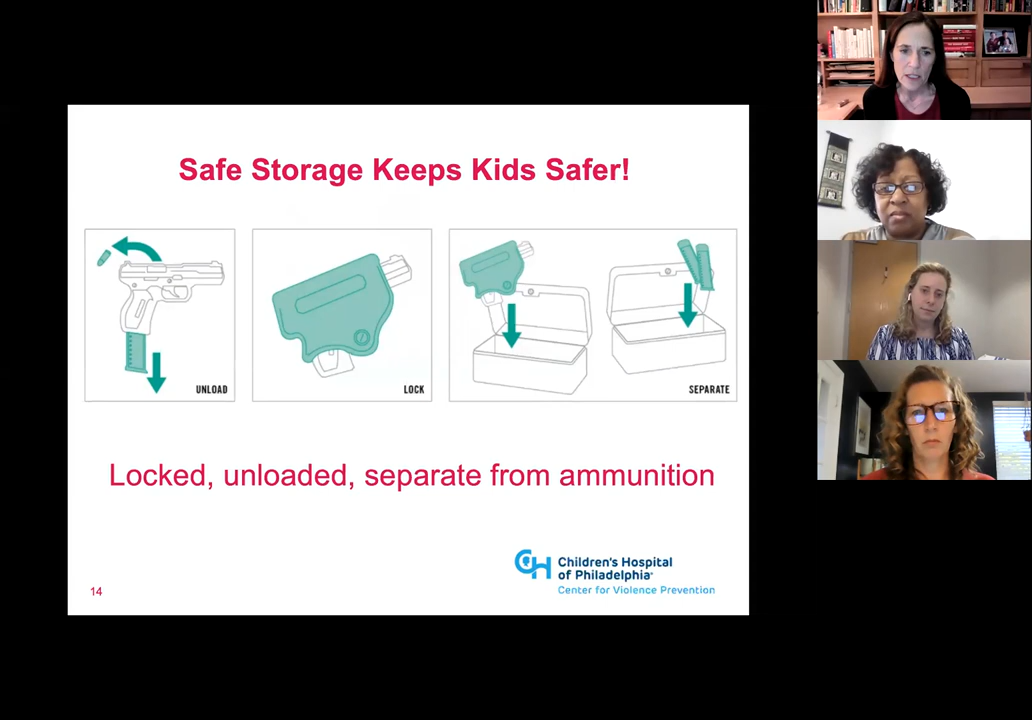 Safe Storage Keeps Kids Safer!
UNLOAD
LOCK
SEPARATE
Locked, unloaded, separate from ammunition
Children's Hospital
of Philadelphia
Center for Violence Prevention
14